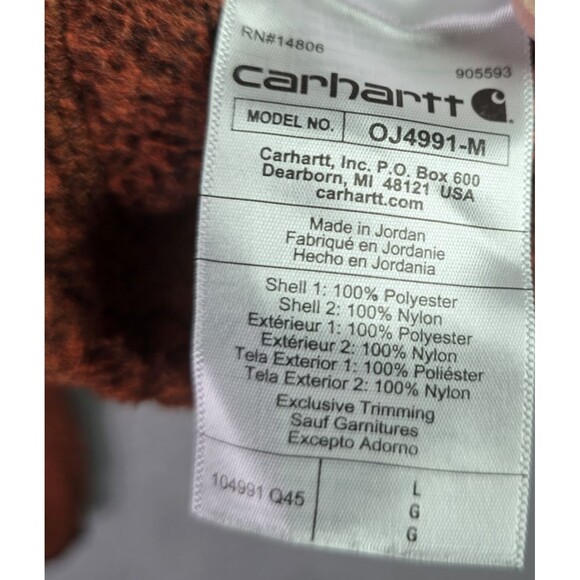 RN#14806
905593
carhartt
MODEL NO. OJ4991-M
Carhartt, Inc. P.O. Box 600
Dearborn, MI 48121 USA
carhartt.com
Made in Jordan
Fabriqué en Jordanie
Hecho en Jordania
Shell 1: 100% Polyester
Shell 2: 100% Nylon
Extérieur 1: 100% Polyester
Extérieur 2: 100% Nylon
Tela Exterior 1: 100% Poliéster
Tela Exterior 2: 100% Nylon
Exclusive Trimming
Sauf Garnitures
Excepto Adorno
104991 Q45
L
G
G